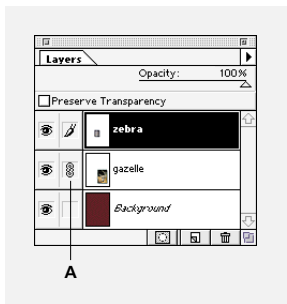 Layers
Opacity: 100%
Preserve Transparency
zebra
gazelle
Background
A